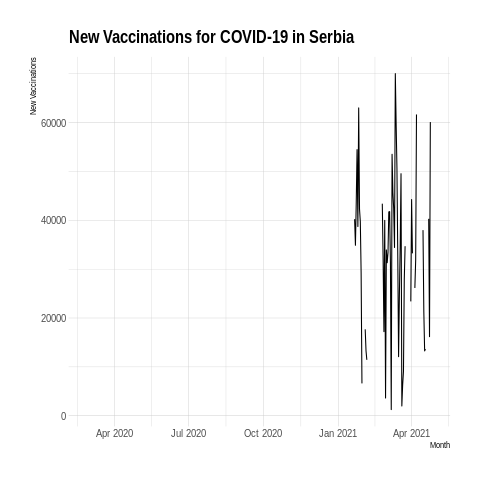 New Vaccinations for COVID-19 in Serbia
New Vaccinations
60000
40000
20000
0
Apr 2020 Jul 2020 Oct 2020 Jan 2021 Apr 2021
Month